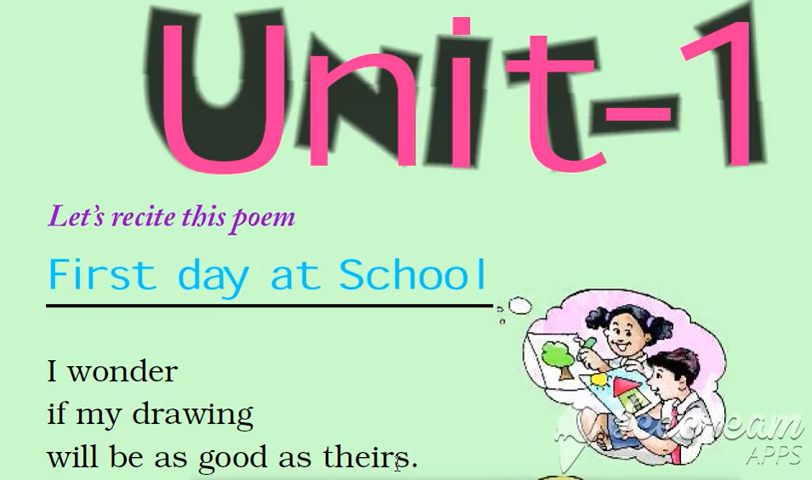 Unit-1
Let's recite this poem
First day at School
I wonder
if my drawing
will be as good as theirs.
APPS